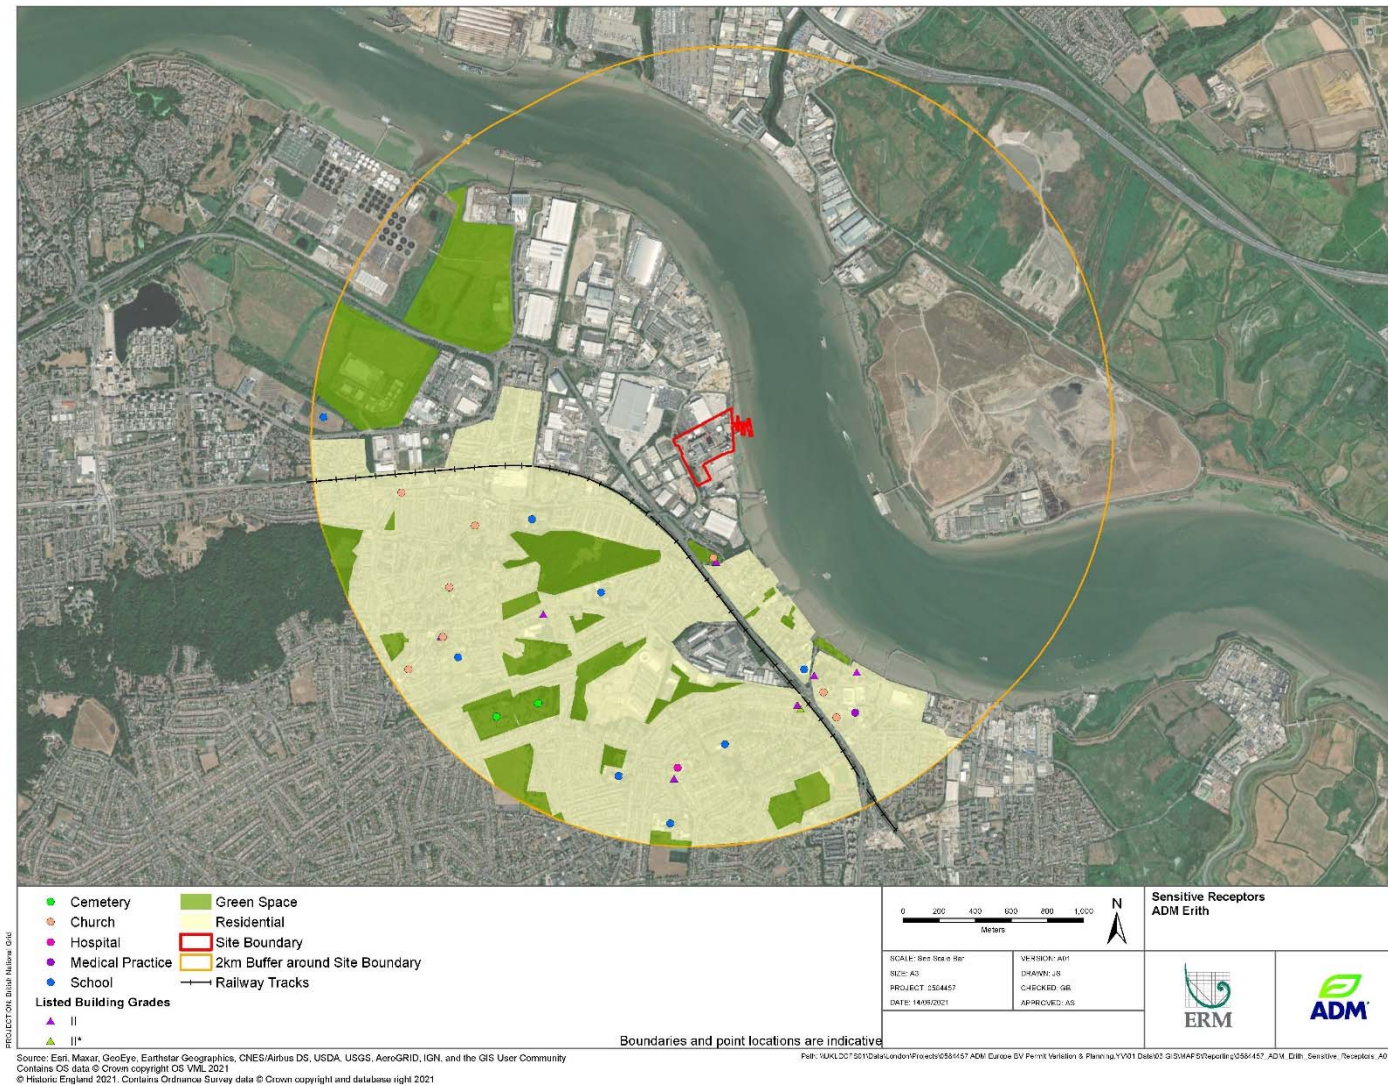 Cemetery
Church
Hospital
Medical Practice
School
Listed Building Grades
II
II*
Green Space
Residential
Site Boundary
2km Buffer around Site Boundary
Railway Tracks
Boundaries and point locations are indicative
0 200 400 600 800 1,000
Meters
N
SCALE: See Scale Bar
SIZE: A3
PROJECT: 0584457
DATE: 14/09/2021
VERSION: A01
DRAWN: JS
CHECKED: GB
APPROVED: AS
Sensitive Receptors
ADM Erith
ERM
ADM
PROJECTION: British National Grid
Source: Esri, Maxar, GeoEye, Earthstar Geographics, CNES/Airbus DS, USDA, USGS, AeroGRID, IGN, and the GIS User Community
Contains OS data © Crown copyright OS VML 2021
© Historic England 2021. Contains Ordnance Survey data © Crown copyright and database right 2021